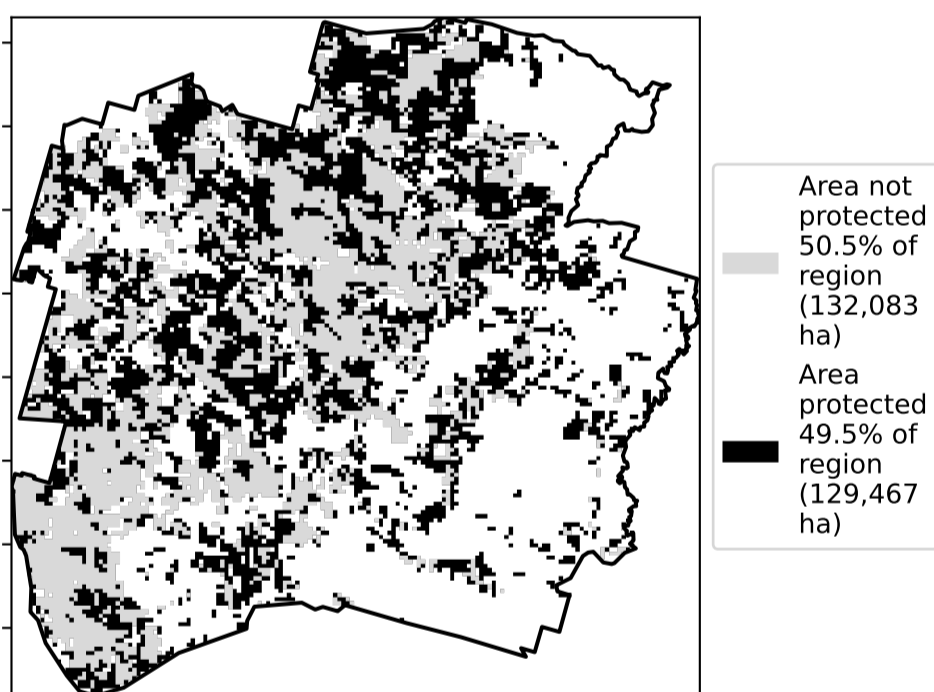 Area not
protected
50.5% of
region
(132,083
ha)
Area
protected
49.5% of
region
(129,467
ha)